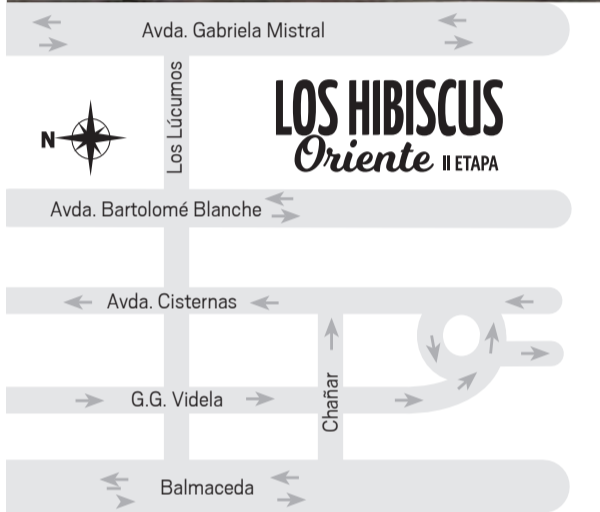 Avda. Gabriela Mistral
Los Lúcumos
LOS HIBISCUS
Oriente II ETAPA
N
Avda. Bartolomé Blanche
Avda. Cisternas
G.G. Videla
Chañar
Balmaceda